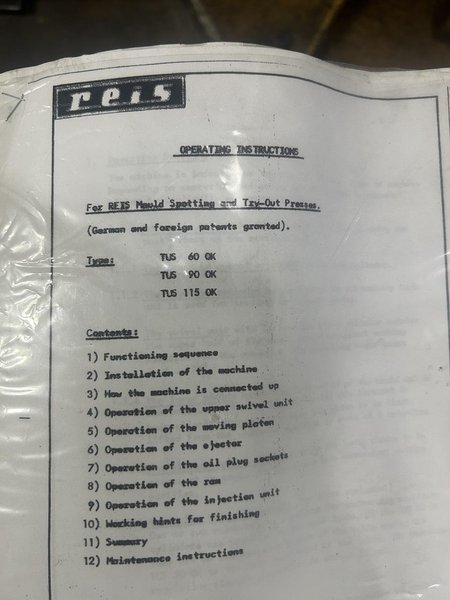 reis
OPERATING INSTRUCTIONS
For REIS Mould Spotting and Try-Out Presses.
(German and foreign patents granted).
Type: TUS 60 OK
TUS 90 OK
TUS 115 OK
Contents:
1) Functioning sequence
2) Installation of the machine
3) How the machine is connected up
4) Operation of the upper swivel unit
5) Operation of the moving platen
6) Operation of the ejector
7) Operation of the oil plug sockets
8) Operation of the ram
9) Operation of the injection unit
10) Working hints for finishing
11) Summary
12) Maintenance instructions